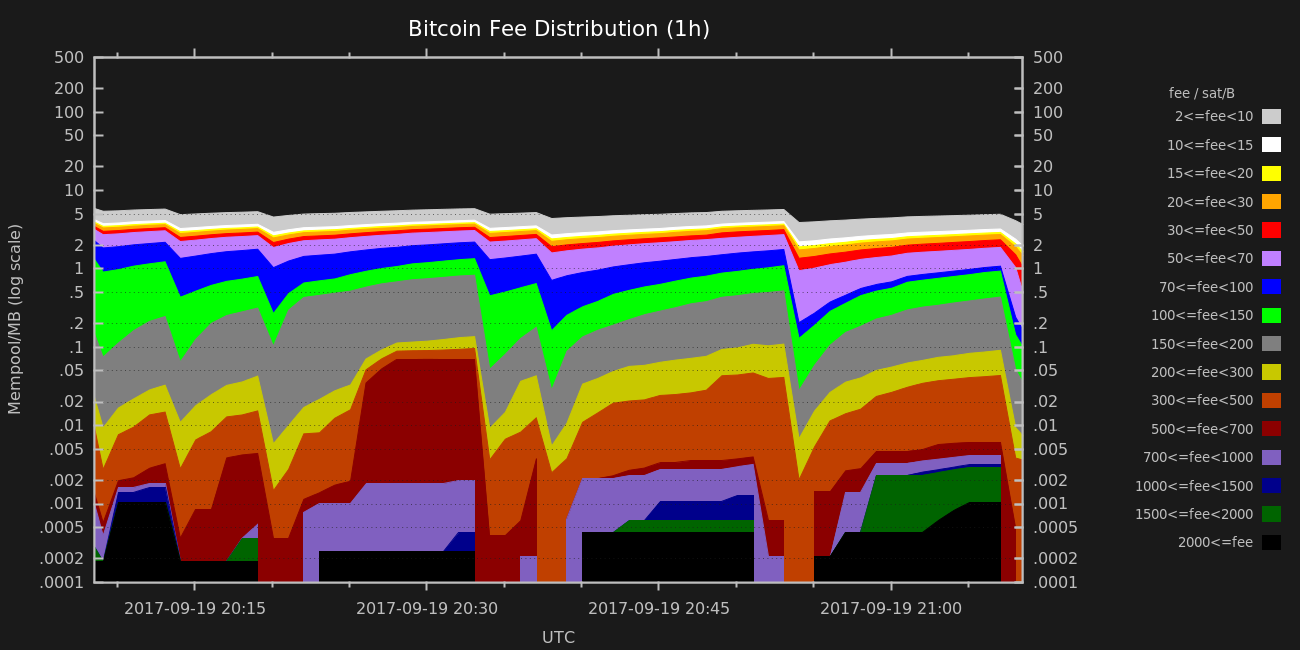 Bitcoin Fee Distribution (1h)
500
200
100
50
20
10
5
2
1
.5
.2
.1
.05
.02
.01
.005
.002
.001
.0005
.0002
.0001
Mempool/MB (log scale)
500
200
100
50
20
10
5
2
1
.5
.2
.1
.05
.02
.01
.005
.002
.001
.0005
.0002
.0001
2017-09-19 20:15 2017-09-19 20:30 2017-09-19 20:45 2017-09-19 21:00
UTC
fee / sat/B
2<=fee<10
10<=fee<15
15<=fee<20
20<=fee<30
30<=fee<50
50<=fee<70
70<=fee<100
100<=fee<150
150<=fee<200
200<=fee<300
300<=fee<500
500<=fee<700
700<=fee<1000
1000<=fee<1500
1500<=fee<2000
2000<=fee